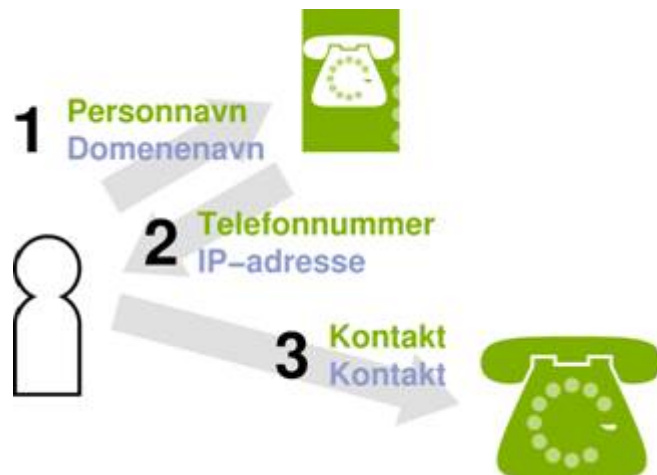 1 Personnavn
Domenenavn
2 Telefonnummer
IP–adresse
3 Kontakt
Kontakt